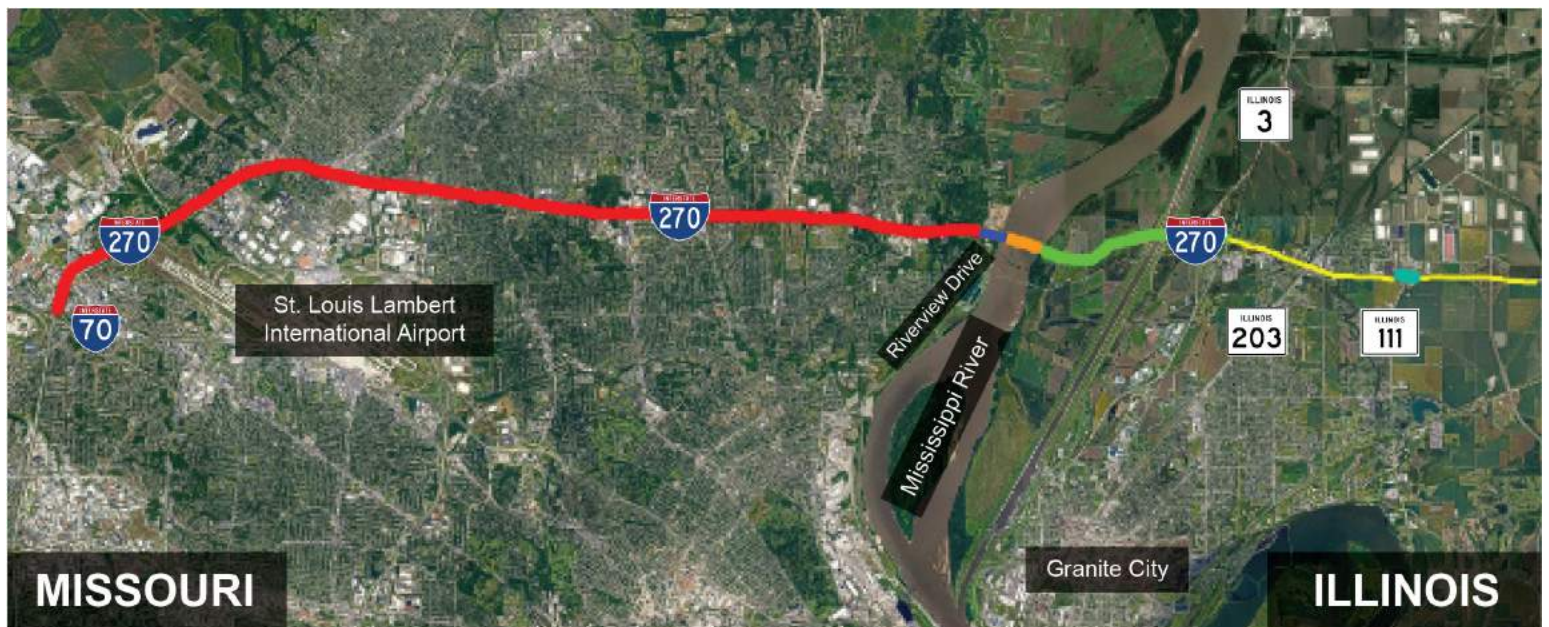 ILLINOIS
3
INTERSTATE
270
INTERSTATE
270
INTERSTATE
270
INTERSTATE
70
St. Louis Lambert
International Airport
Riverview Drive
Mississippi River
ILLINOIS
203
ILLINOIS
111
Granite City
MISSOURI
ILLINOIS